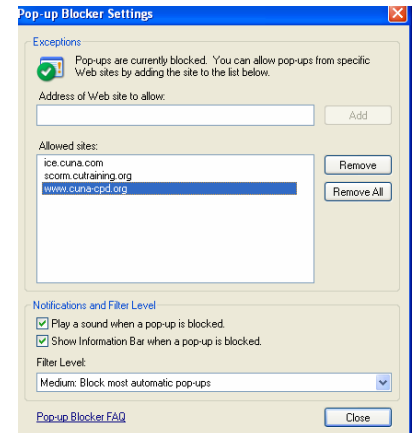 Pop-up Blocker Settings
Exceptions
Pop-ups are currently blocked. You can allow pop-ups from specific
Web sites by adding the site to the list below.
Address of Web site to allow:
Add
Allowed sites:
ice.cuna.com
scorm.cutraining.org
www.cuna-cpd.org
Remove
Remove All
Notifications and Filter Level
Play a sound when a pop-up is blocked.
Show Information Bar when a pop-up is blocked.
Filter Level:
Medium: Block most automatic pop-ups
Pop-up Blocker FAQ
Close